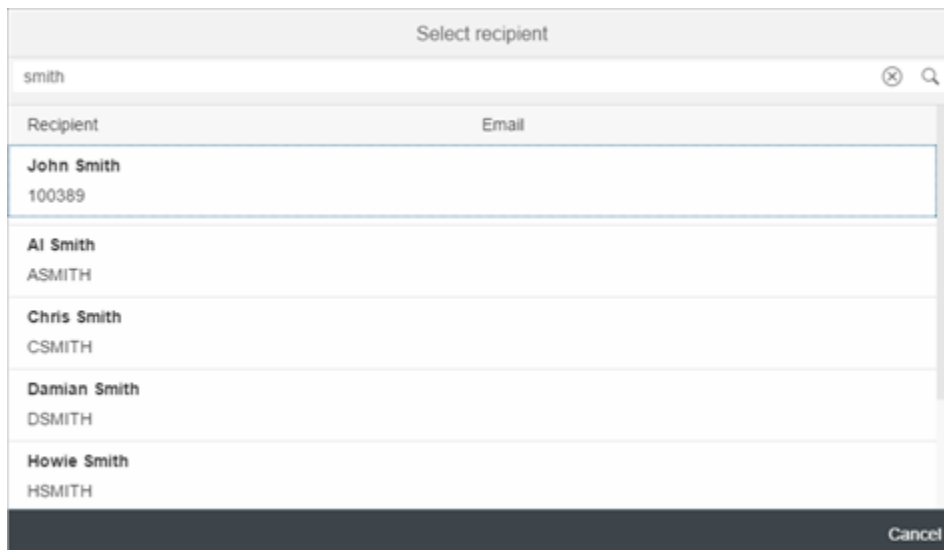 Select recipient
smith
Recipient Email
John Smith
100389
Al Smith
ASMITH
Chris Smith
CSMITH
Damian Smith
DSMITH
Howie Smith
HSMITH
Cancel